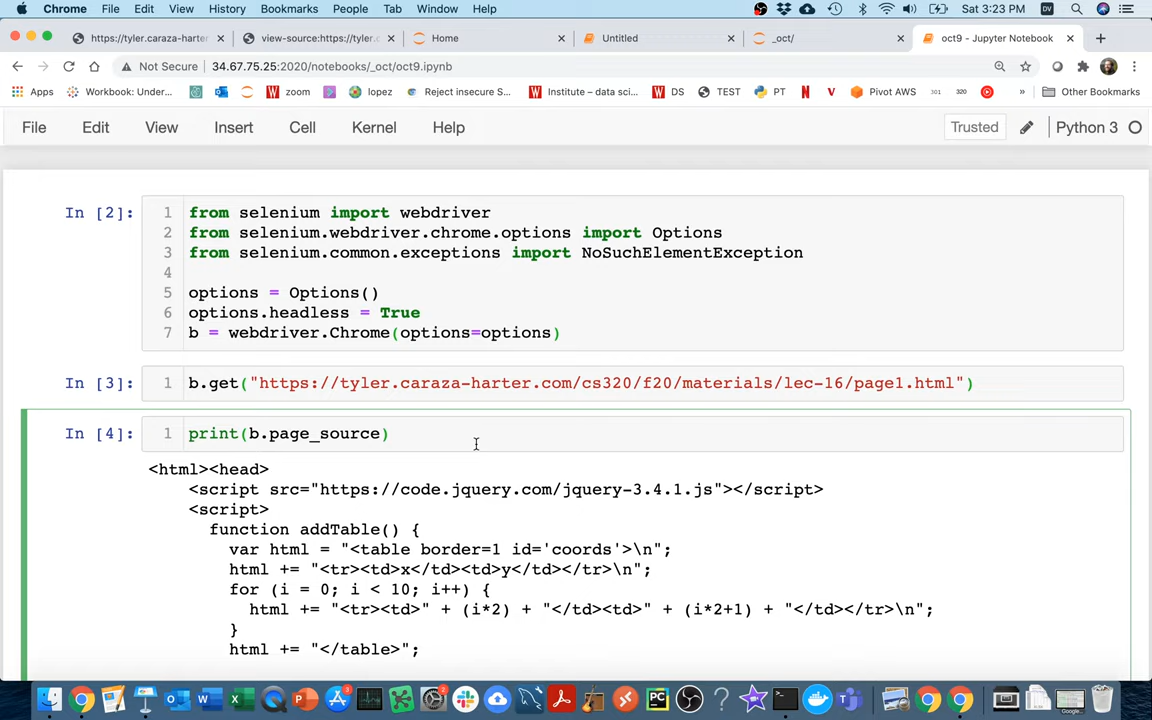 Chrome File Edit View History Bookmarks People Tab Window Help Sat 3:23 PM DV
https://tyler.caraza-harter view-source:https://tyler.c Home Untitled _oct/ oct9 - Jupyter Notebook
Not Secure 34.67.75.25:2020/notebooks/_oct/oct9.ipynb
Apps Workbook: Under... zoom lopez Reject insecure S... Institute – data sci... DS TEST PT Pivot AWS 301 320 » Other Bookmarks
File Edit View Insert Cell Kernel Help Trusted Python 3
In [2]: 1 from selenium import webdriver
2 from selenium.webdriver.chrome.options import Options
3 from selenium.common.exceptions import NoSuchElementException
4
5 options = Options()
6 options.headless = True
7 b = webdriver.Chrome(options=options)
In [3]: 1 b.get("https://tyler.caraza-harter.com/cs320/f20/materials/lec-16/page1.html")
In [4]: 1 print(b.page_source)
<html><head>
<script src="https://code.jquery.com/jquery-3.4.1.js"></script>
<script>
function addTable() {
var html = "<table border=1 id='coords'>\n";
html += "<tr><td>x</td><td>y</td></tr>\n";
for (i = 0; i < 10; i++) {
html += "<tr><td>" + (i*2) + "</td><td>" + (i*2+1) + "</td></tr>\n";
}
html += "</table>";